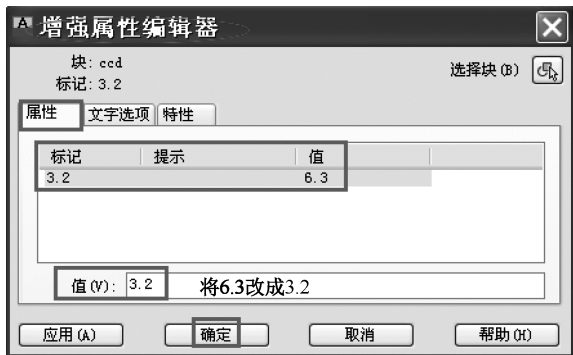 增强属性编辑器
块: ccd
标记: 3.2
选择块(B)
属性 文字选项 特性
标记 提示 值
3.2 6.3
值(V): 3.2 将6.3改成3.2
应用(A) 确定 取消 帮助(H)